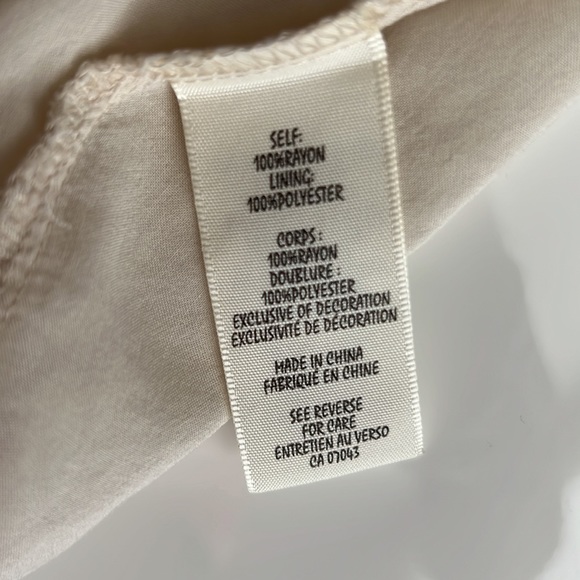 SELF:
100%RAYON
LINING:
100%POLYESTER
CORPS:
100%RAYON
DOUBLURE:
100%POLYESTER
EXCLUSIVE OF DECORATION
EXCLUSIVITÉ DE DÉCORATION
MADE IN CHINA
FABRIQUÉ EN CHINE
SEE REVERSE
FOR CARE
ENTRETIEN AU VERSO
CA 07043